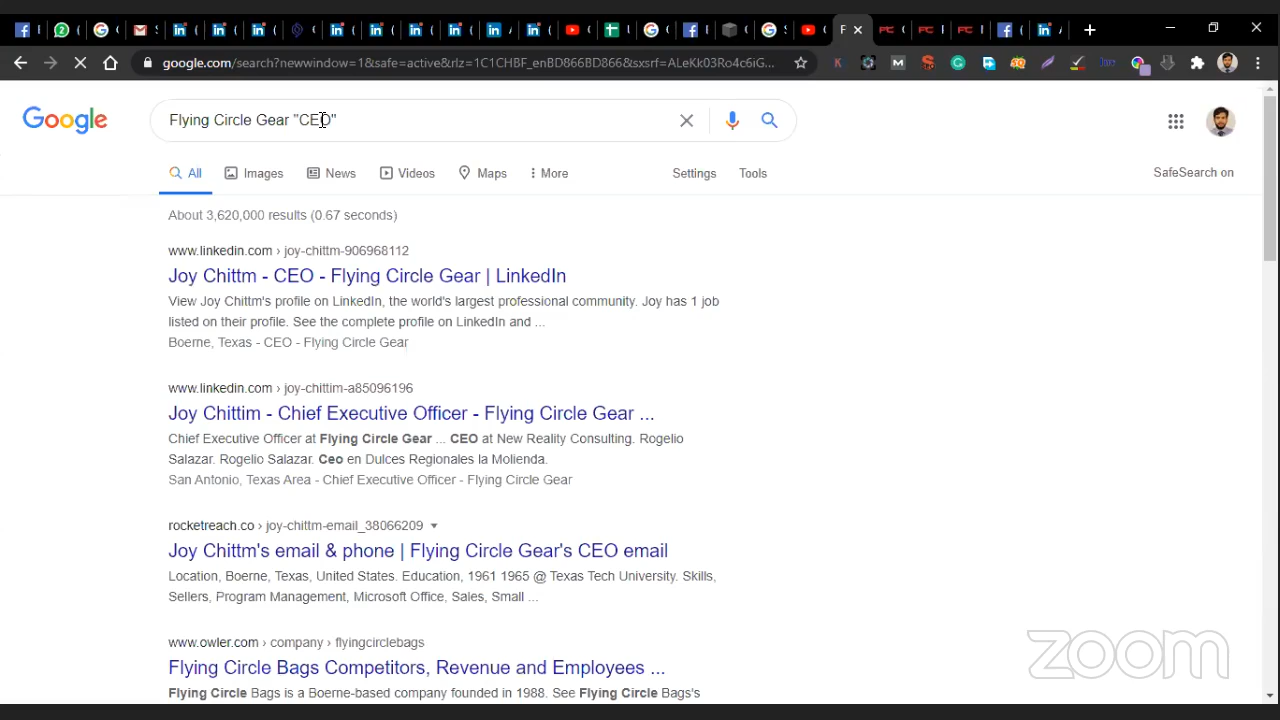 google.com/search?newwindow=1&safe=active&rlz=1C1CHBF_enBD866BD866&sxsrf=ALeKk03Ro4c6iG...
Google
Flying Circle Gear "CEO"
All
Images
News
Videos
Maps
More
Settings
Tools
SafeSearch on
About 3,620,000 results (0.67 seconds)
www.linkedin.com › joy-chittm-906968112
Joy Chittm - CEO - Flying Circle Gear | LinkedIn
View Joy Chittm's profile on LinkedIn, the world's largest professional community. Joy has 1 job
listed on their profile. See the complete profile on LinkedIn and ...
Boerne, Texas - CEO - Flying Circle Gear
www.linkedin.com › joy-chittim-a85096196
Joy Chittim - Chief Executive Officer - Flying Circle Gear ...
Chief Executive Officer at Flying Circle Gear ... CEO at New Reality Consulting. Rogelio
Salazar. Rogelio Salazar. Ceo en Dulces Regionales la Molienda.
San Antonio, Texas Area - Chief Executive Officer - Flying Circle Gear
rocketreach.co › joy-chittm-email_38066209
Joy Chittm's email & phone | Flying Circle Gear's CEO email
Location, Boerne, Texas, United States. Education, 1961 1965 @ Texas Tech University. Skills,
Sellers, Program Management, Microsoft Office, Sales, Small ...
www.owler.com › company › flyingcirclebags
Flying Circle Bags Competitors, Revenue and Employees ...
Flying Circle Bags is a Boerne-based company founded in 1988. See Flying Circle Bags's
zoom